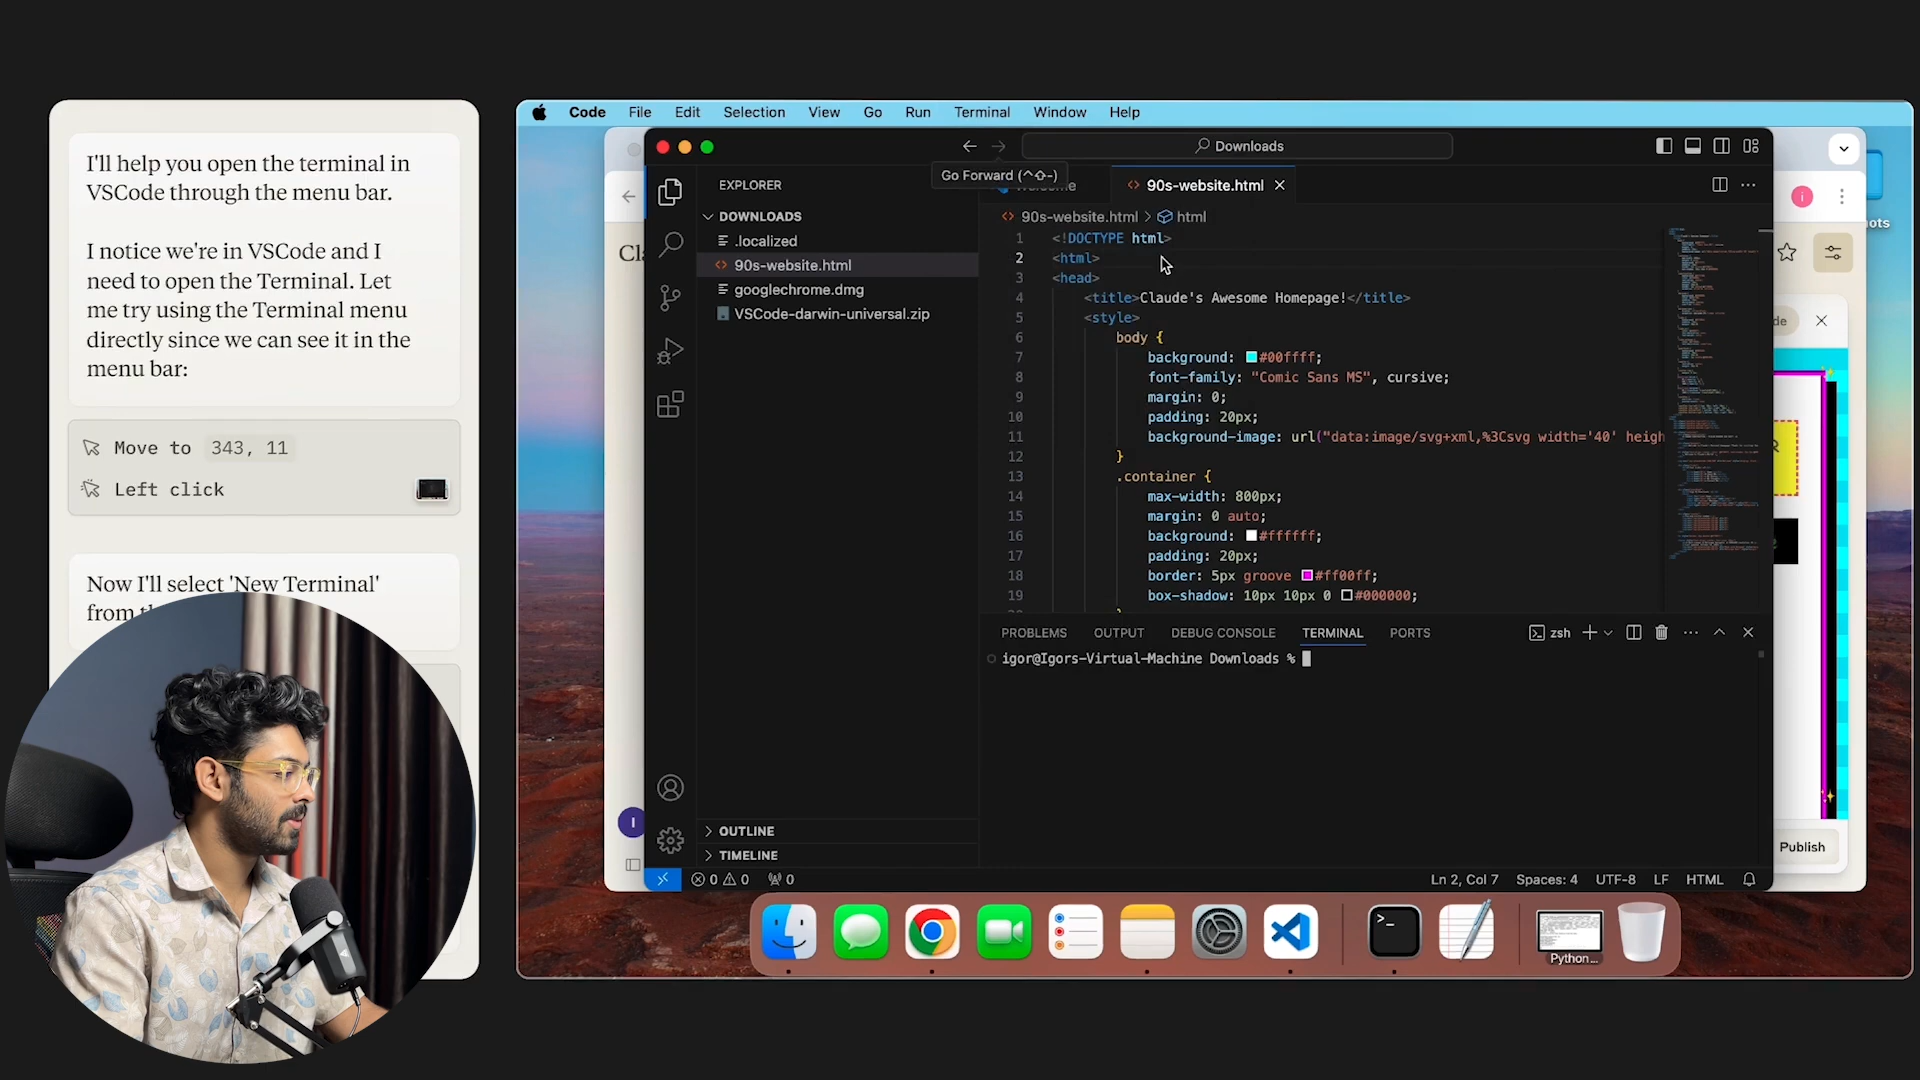 I'll help you open the terminal in
VSCode through the menu bar.
I notice we're in VSCode and I
need to open the Terminal. Let
me try using the Terminal menu
directly since we can see it in the
menu bar:
Move to 343, 11
Left click
Now I'll select 'New Terminal'
from
Code File Edit Selection View Go Run Terminal Window Help
Downloads
Go Forward (^⇧-)
EXPLORER
90s-website.html
DOWNLOADS
.localized
90s-website.html
googlechrome.dmg
VSCode-darwin-universal.zip
OUTLINE
TIMELINE
90s-website.html > html
1 <!DOCTYPE html>
2 <html>
3 <head>
4 <title>Claude's Awesome Homepage!</title>
5 <style>
6 body {
7 background: #00ffff;
8 font-family: "Comic Sans MS", cursive;
9 margin: 0;
10 padding: 20px;
11 background-image: url("data:image/svg+xml,%3Csvg width='40' heigh
12 }
13 .container {
14 max-width: 800px;
15 margin: 0 auto;
16 background: #ffffff;
17 padding: 20px;
18 border: 5px groove #ff00ff;
19 box-shadow: 10px 10px 0 #000000;
PROBLEMS OUTPUT DEBUG CONSOLE TERMINAL PORTS zsh
igor@Igors-Virtual-Machine Downloads %
0 0 0 Ln 2, Col 7 Spaces: 4 UTF-8 LF HTML
Cla
I
i
ots
de
Publish
Python...